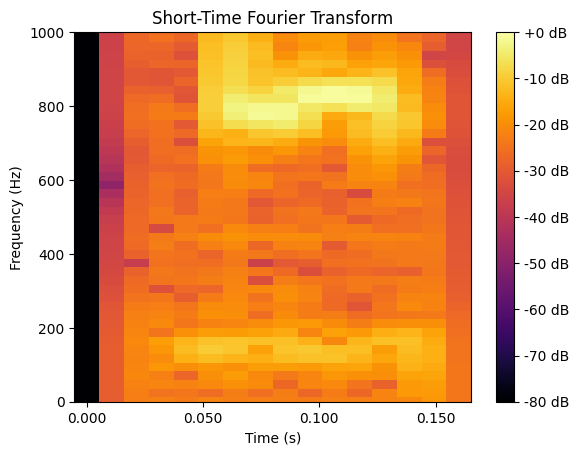 Short-Time Fourier Transform
1000
800
600
400
200
0
Frequency (Hz)
0.000
0.050
0.100
0.150
Time (s)
+0 dB
-10 dB
-20 dB
-30 dB
-40 dB
-50 dB
-60 dB
-70 dB
-80 dB